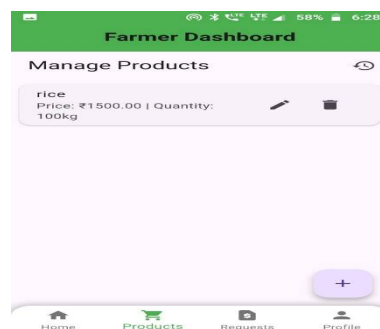 58% 6:28
Farmer Dashboard
Manage Products
rice
Price: ₹1500.00 | Quantity:
100kg
+
Home Products Requests Profile